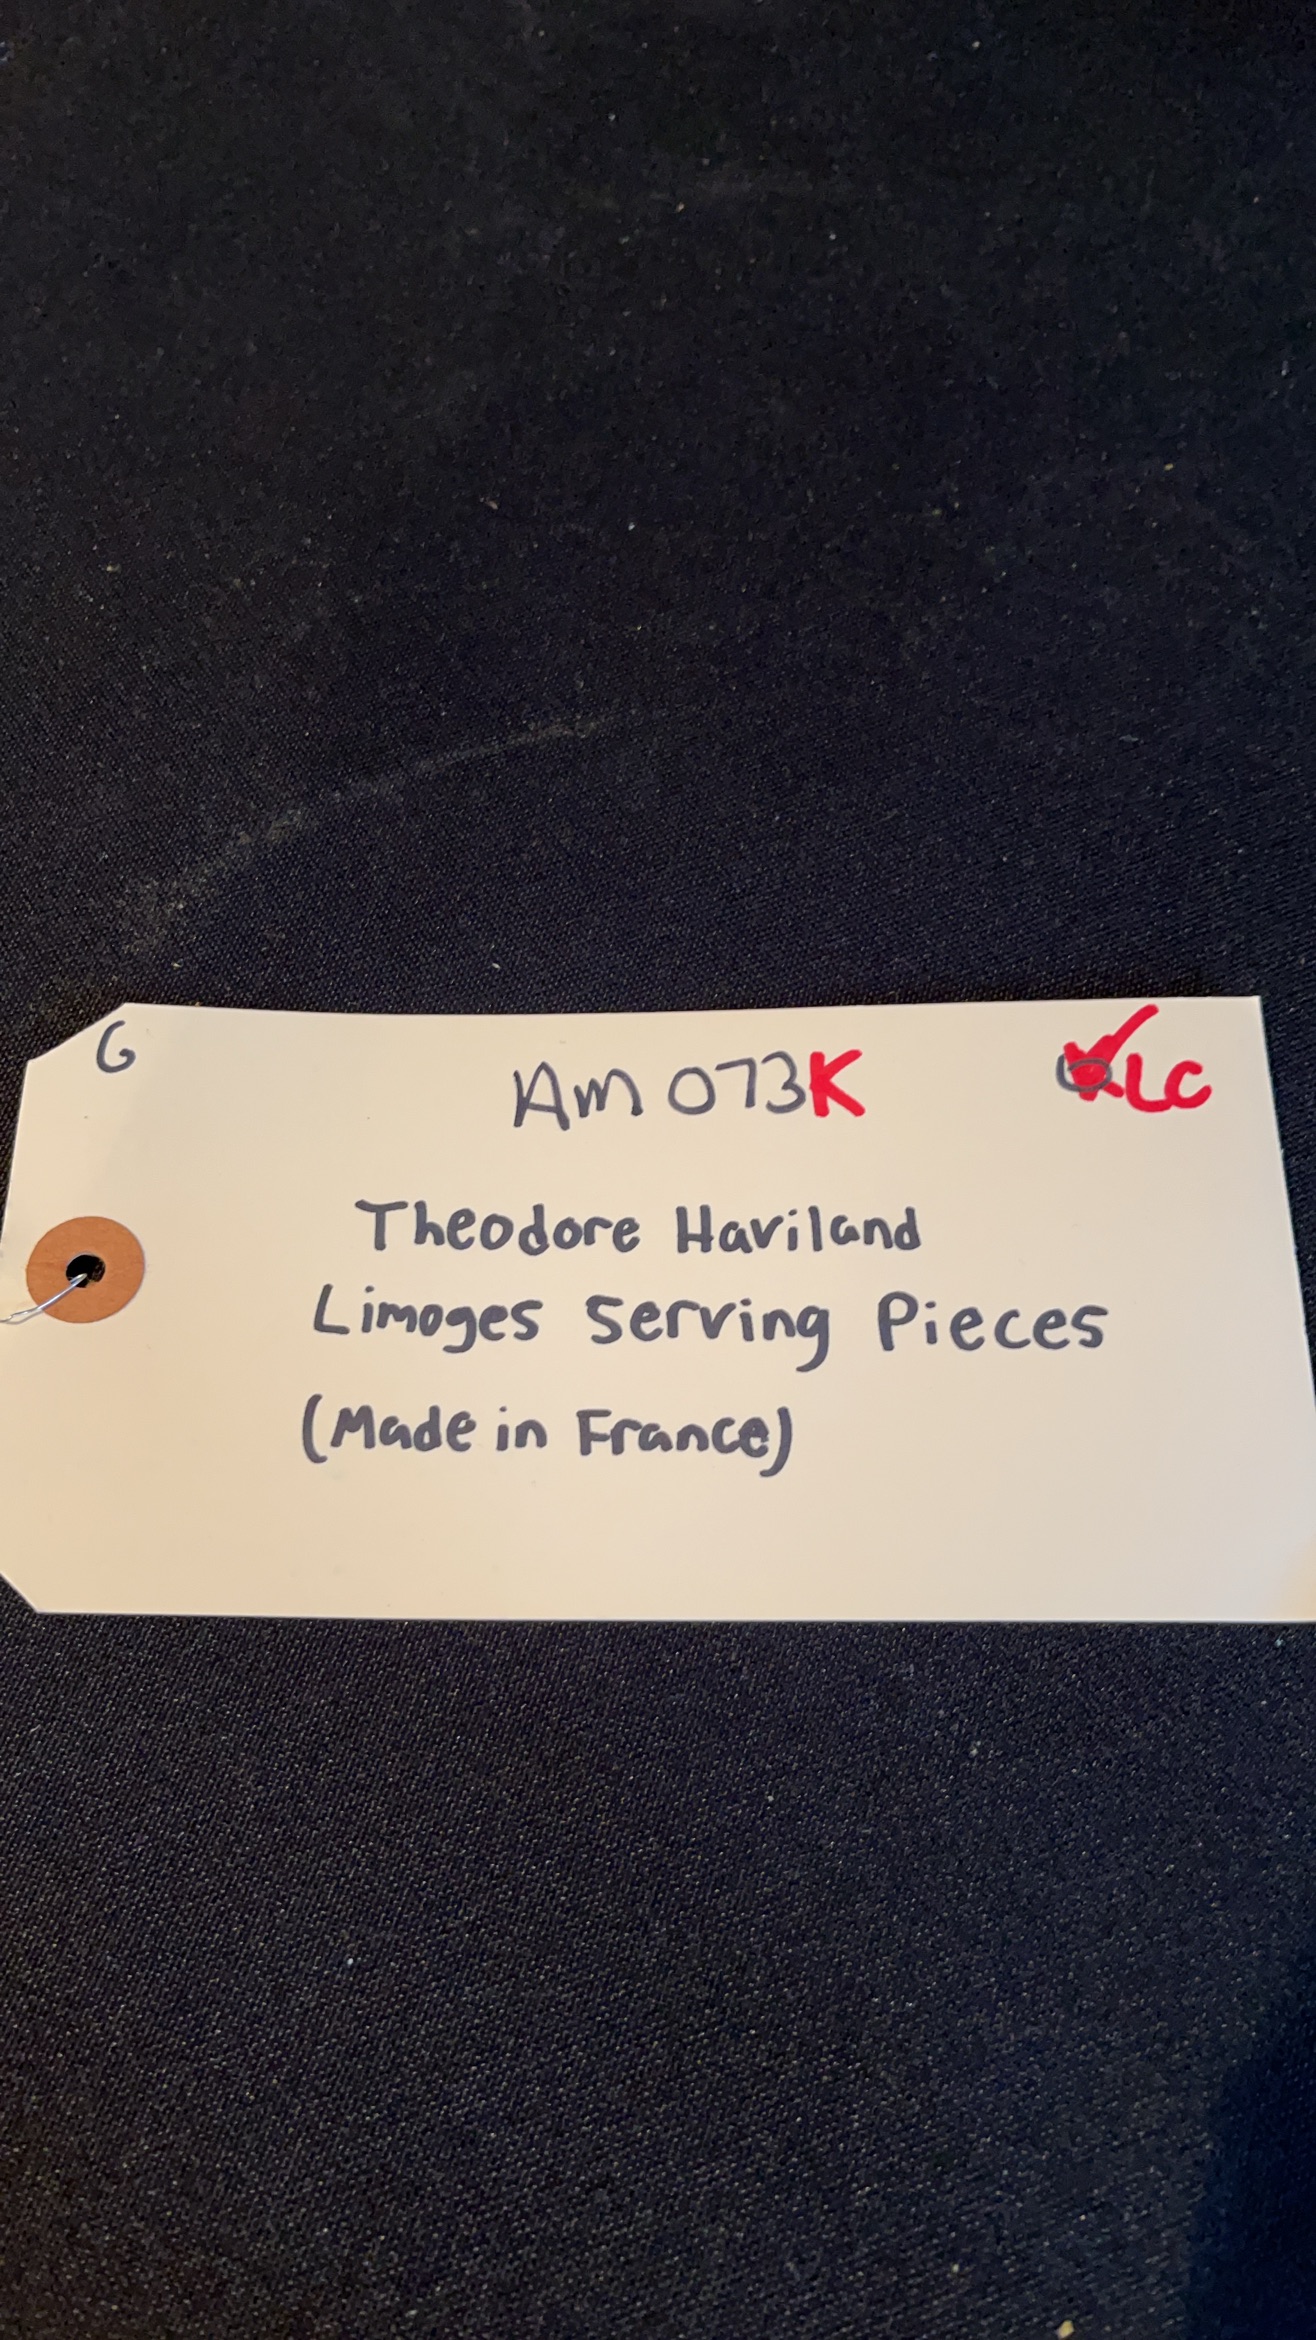 G
AM 073K LC
Theodore Haviland
Limoges Serving Pieces
(Made in France)